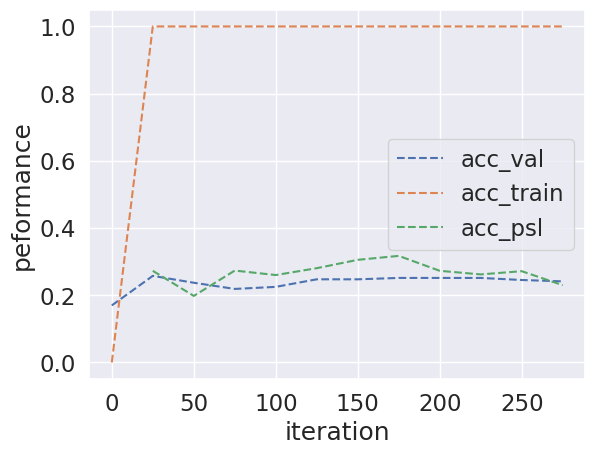 1.0
0.8
0.6
0.4
0.2
0.0
peformance
acc_val
acc_train
acc_psl
0 50 100 150 200 250
iteration